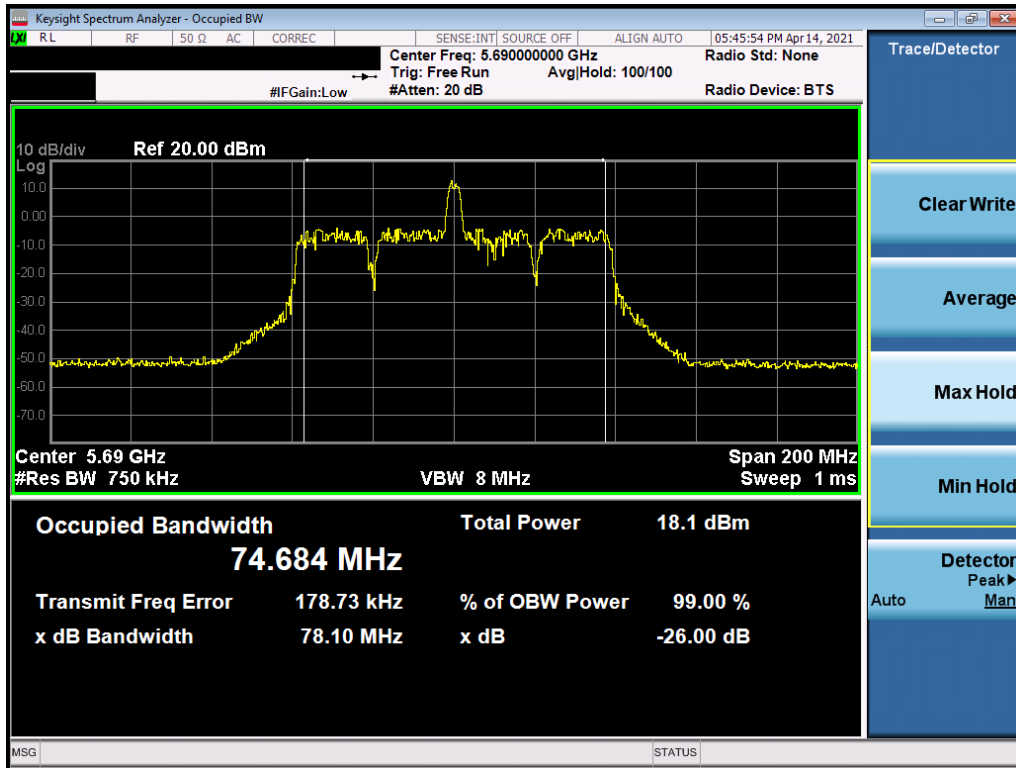 Keysight Spectrum Analyzer - Occupied BW
LXI RL RF 50 Ω AC CORREC SENSE:INT SOURCE OFF ALIGN AUTO 05:45:54 PM Apr 14, 2021
Center Freq: 5.690000000 GHz Radio Std: None
Trig: Free Run Avg|Hold: 100/100
#IFGain:Low #Atten: 20 dB Radio Device: BTS
10 dB/div Ref 20.00 dBm
Log
10.0
0.00
-10.0
-20.0
-30.0
-40.0
-50.0
-60.0
-70.0
Center 5.69 GHz Span 200 MHz
#Res BW 750 kHz VBW 8 MHz Sweep 1 ms
Occupied Bandwidth Total Power 18.1 dBm
74.684 MHz
Transmit Freq Error 178.73 kHz % of OBW Power 99.00 %
x dB Bandwidth 78.10 MHz x dB -26.00 dB
MSG STATUS
Trace/Detector
Clear Write
Average
Max Hold
Min Hold
Detector
Peak▶
Auto Man